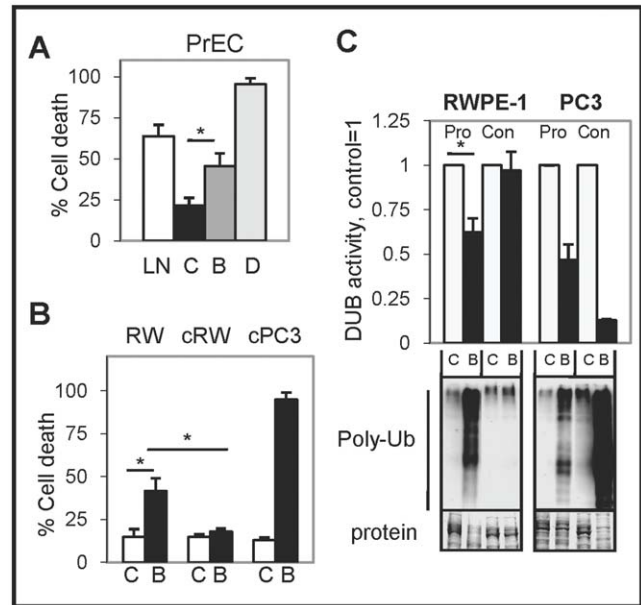 A
PrEC
% Cell death
100
75
50
25
0
*
LN C B D
B
RW cRW cPC3
% Cell death
100
75
50
25
0
*
*
C B C B C B
C
RWPE-1 PC3
DUB activity, control=1
1.25
1
0.75
0.5
0.25
0
Pro Con Pro Con
*
C B C B C B C B
Poly-Ub
protein